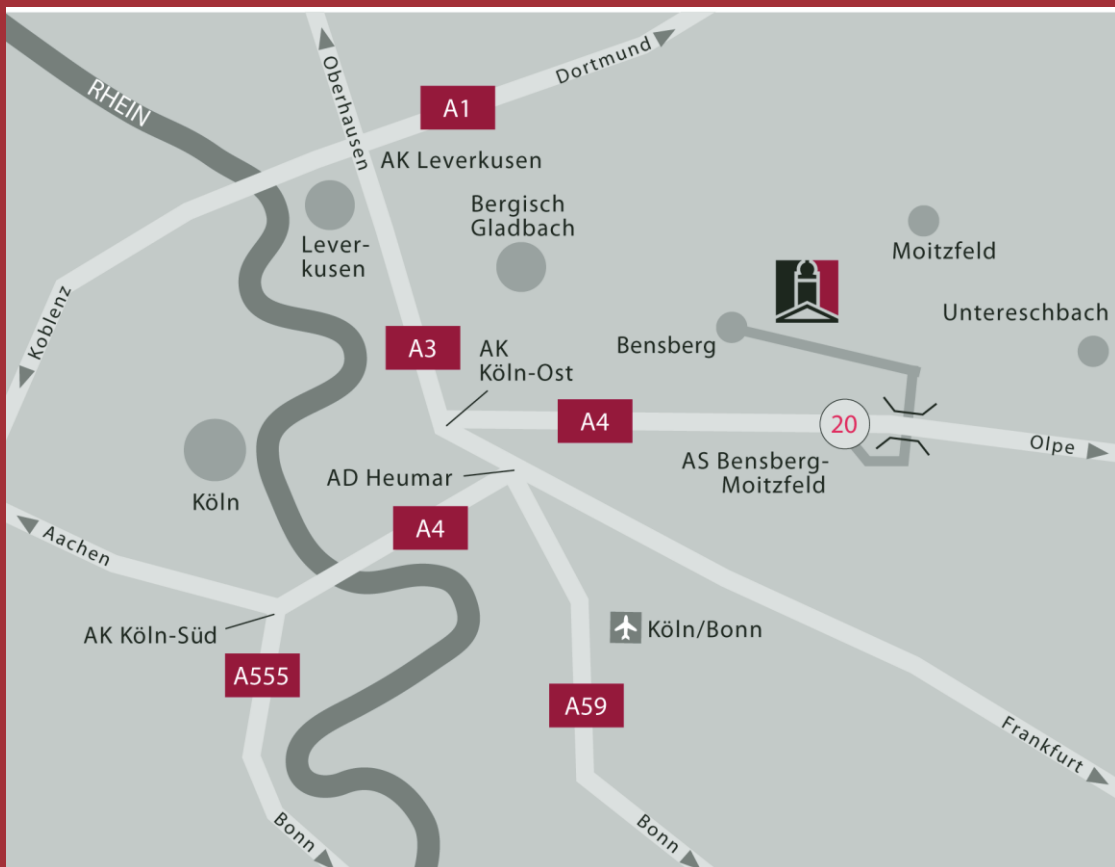 RHEIN
Oberhausen
Dortmund
A1
AK Leverkusen
Lever-
kusen
Bergisch
Gladbach
Moitzfeld
Koblenz
A3
AK
Köln-Ost
Bensberg
Untereschbach
A4
20
Olpe
AS Bensberg-
Moitzfeld
Köln
AD Heumar
A4
Aachen
AK Köln-Süd
Köln/Bonn
A555
A59
Frankfurt
Bonn
Bonn